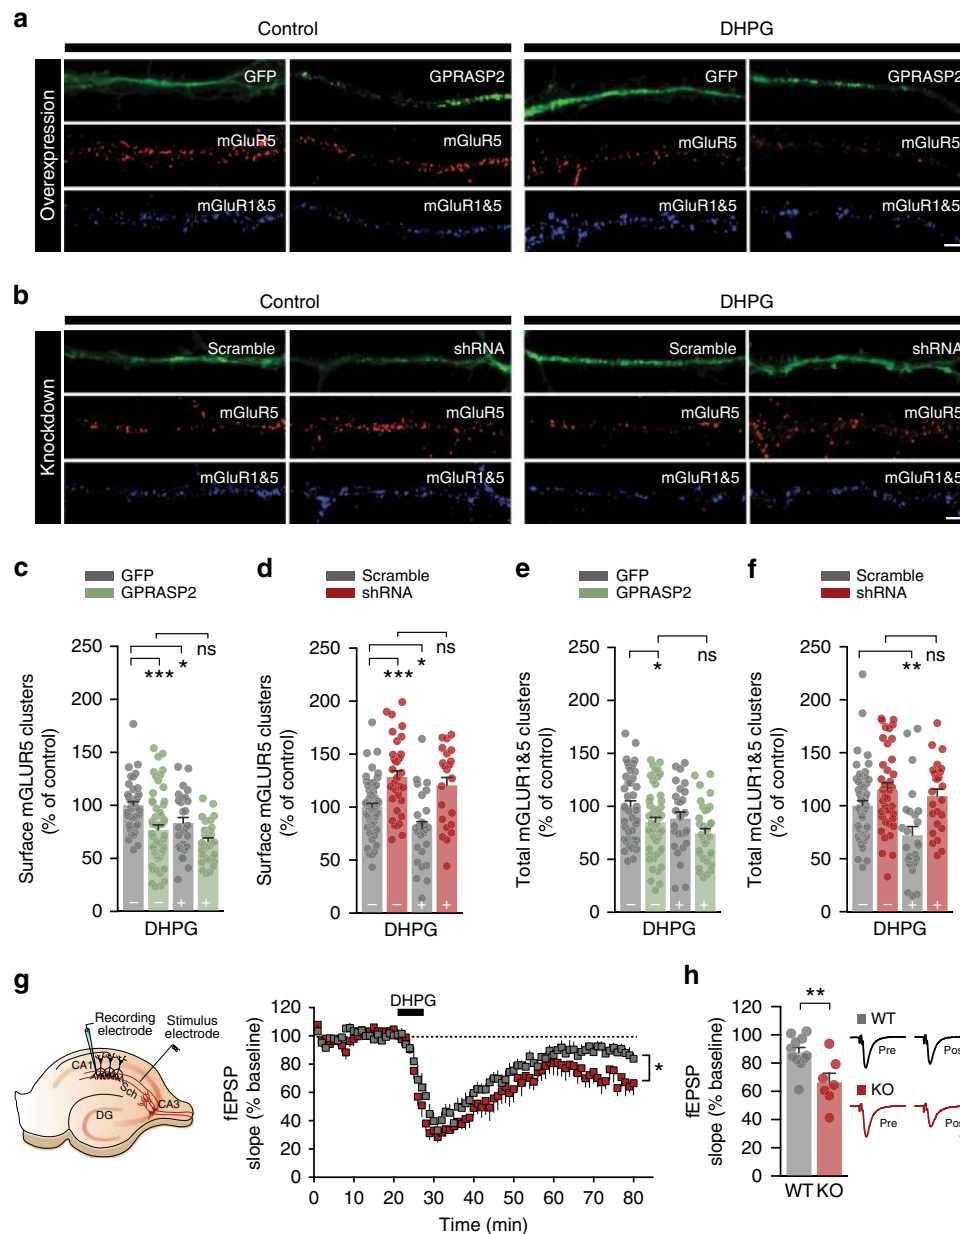 a
Control
DHPG
Overexpression
GFP
GPRASP2
GFP
GPRASP2
mGluR5
mGluR5
mGluR5
mGluR5
mGluR1&5
mGluR1&5
mGluR1&5
mGluR1&5
b
Control
DHPG
Knockdown
Scramble
shRNA
Scramble
shRNA
mGluR5
mGluR5
mGluR5
mGluR5
mGluR1&5
mGluR1&5
mGluR1&5
mGluR1&5
c
GFP
GPRASP2
Surface mGLUR5 clusters
(% of control)
250
200
150
100
50
0
***
*
ns
− − + +
DHPG
d
Scramble
shRNA
Surface mGLUR5 clusters
(% of control)
250
200
150
100
50
0
***
*
ns
− − + +
DHPG
e
GFP
GPRASP2
Total mGLUR1&5 clusters
(% of control)
250
200
150
100
50
0
*
ns
− − + +
DHPG
f
Scramble
shRNA
Total mGLUR1&5 clusters
(% of control)
250
200
150
100
50
0
**
ns
− − + +
DHPG
g
Recording
electrode
Stimulus
electrode
CA1
Sch
CA3
DG
fEPSP
slope (% baseline)
120
100
80
60
40
20
0
DHPG
*
0 10 20 30 40 50 60 70 80
Time (min)
h
fEPSP
slope (% baseline)
120
100
80
60
40
20
0
**
WT KO
WT
Pre
Pos
KO
Pre
Pos